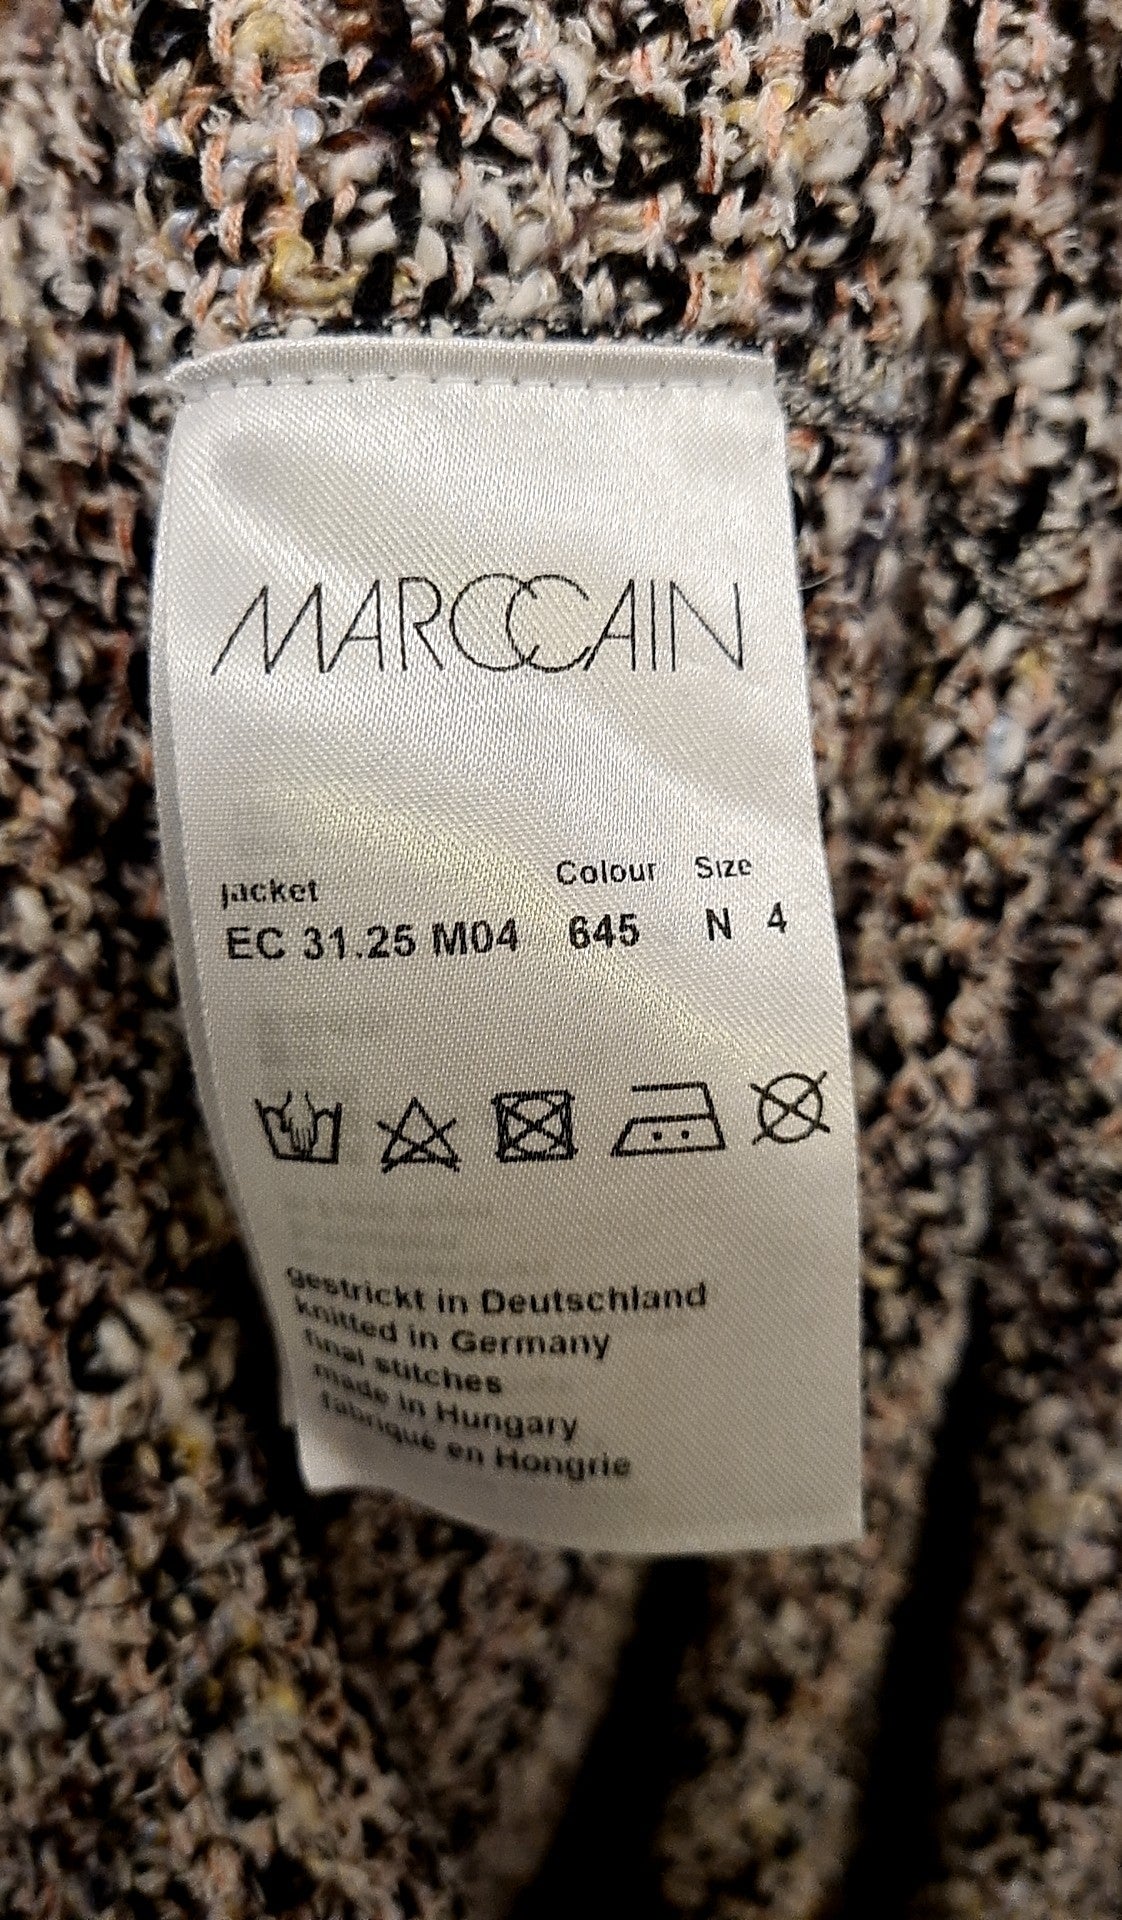 MARCCAIN
Jacket Colour Size
EC 31.25 M04 645 N 4
gestrickt in Deutschland
knitted in Germany
final stitches
made in Hungary
fabriqué en Hongrie